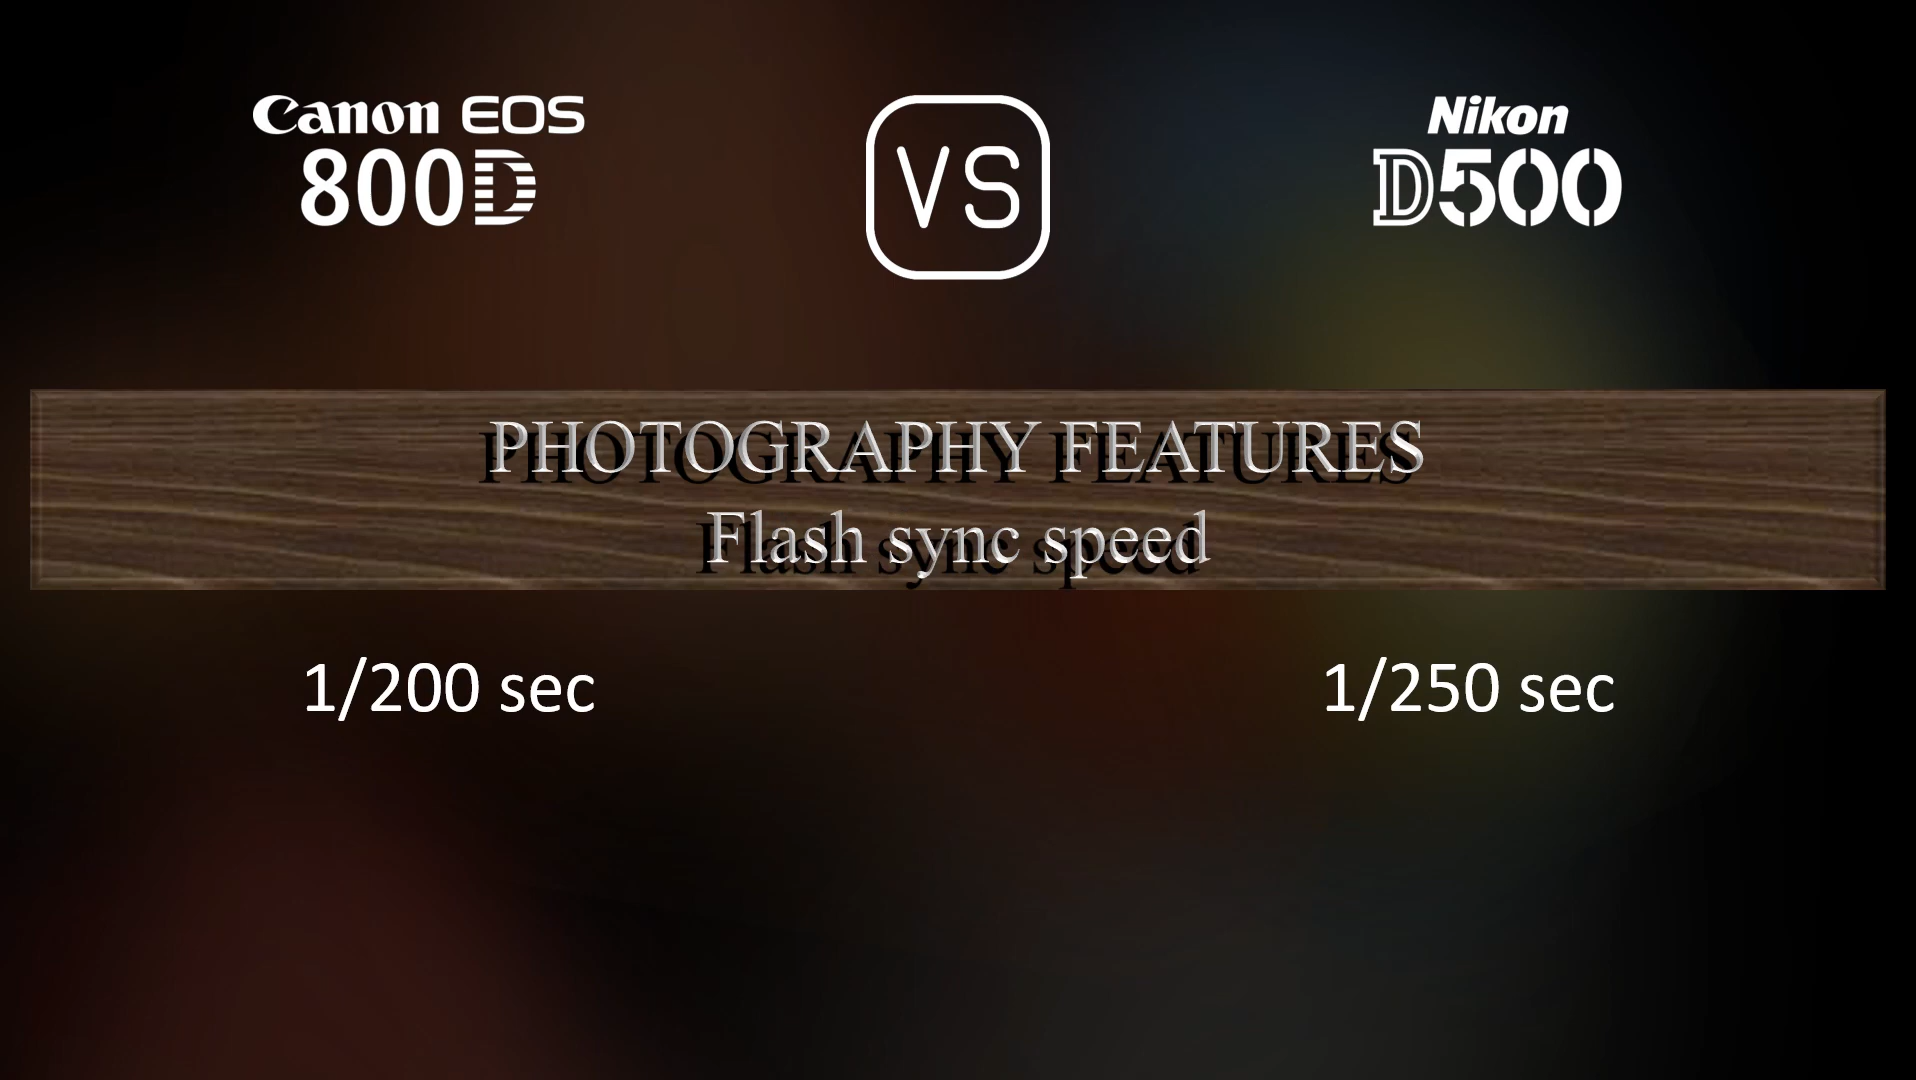 Canon EOS
800D
VS
Nikon
D500
PHOTOGRAPHY FEATURES
Flash sync speed
1/200 sec
1/250 sec